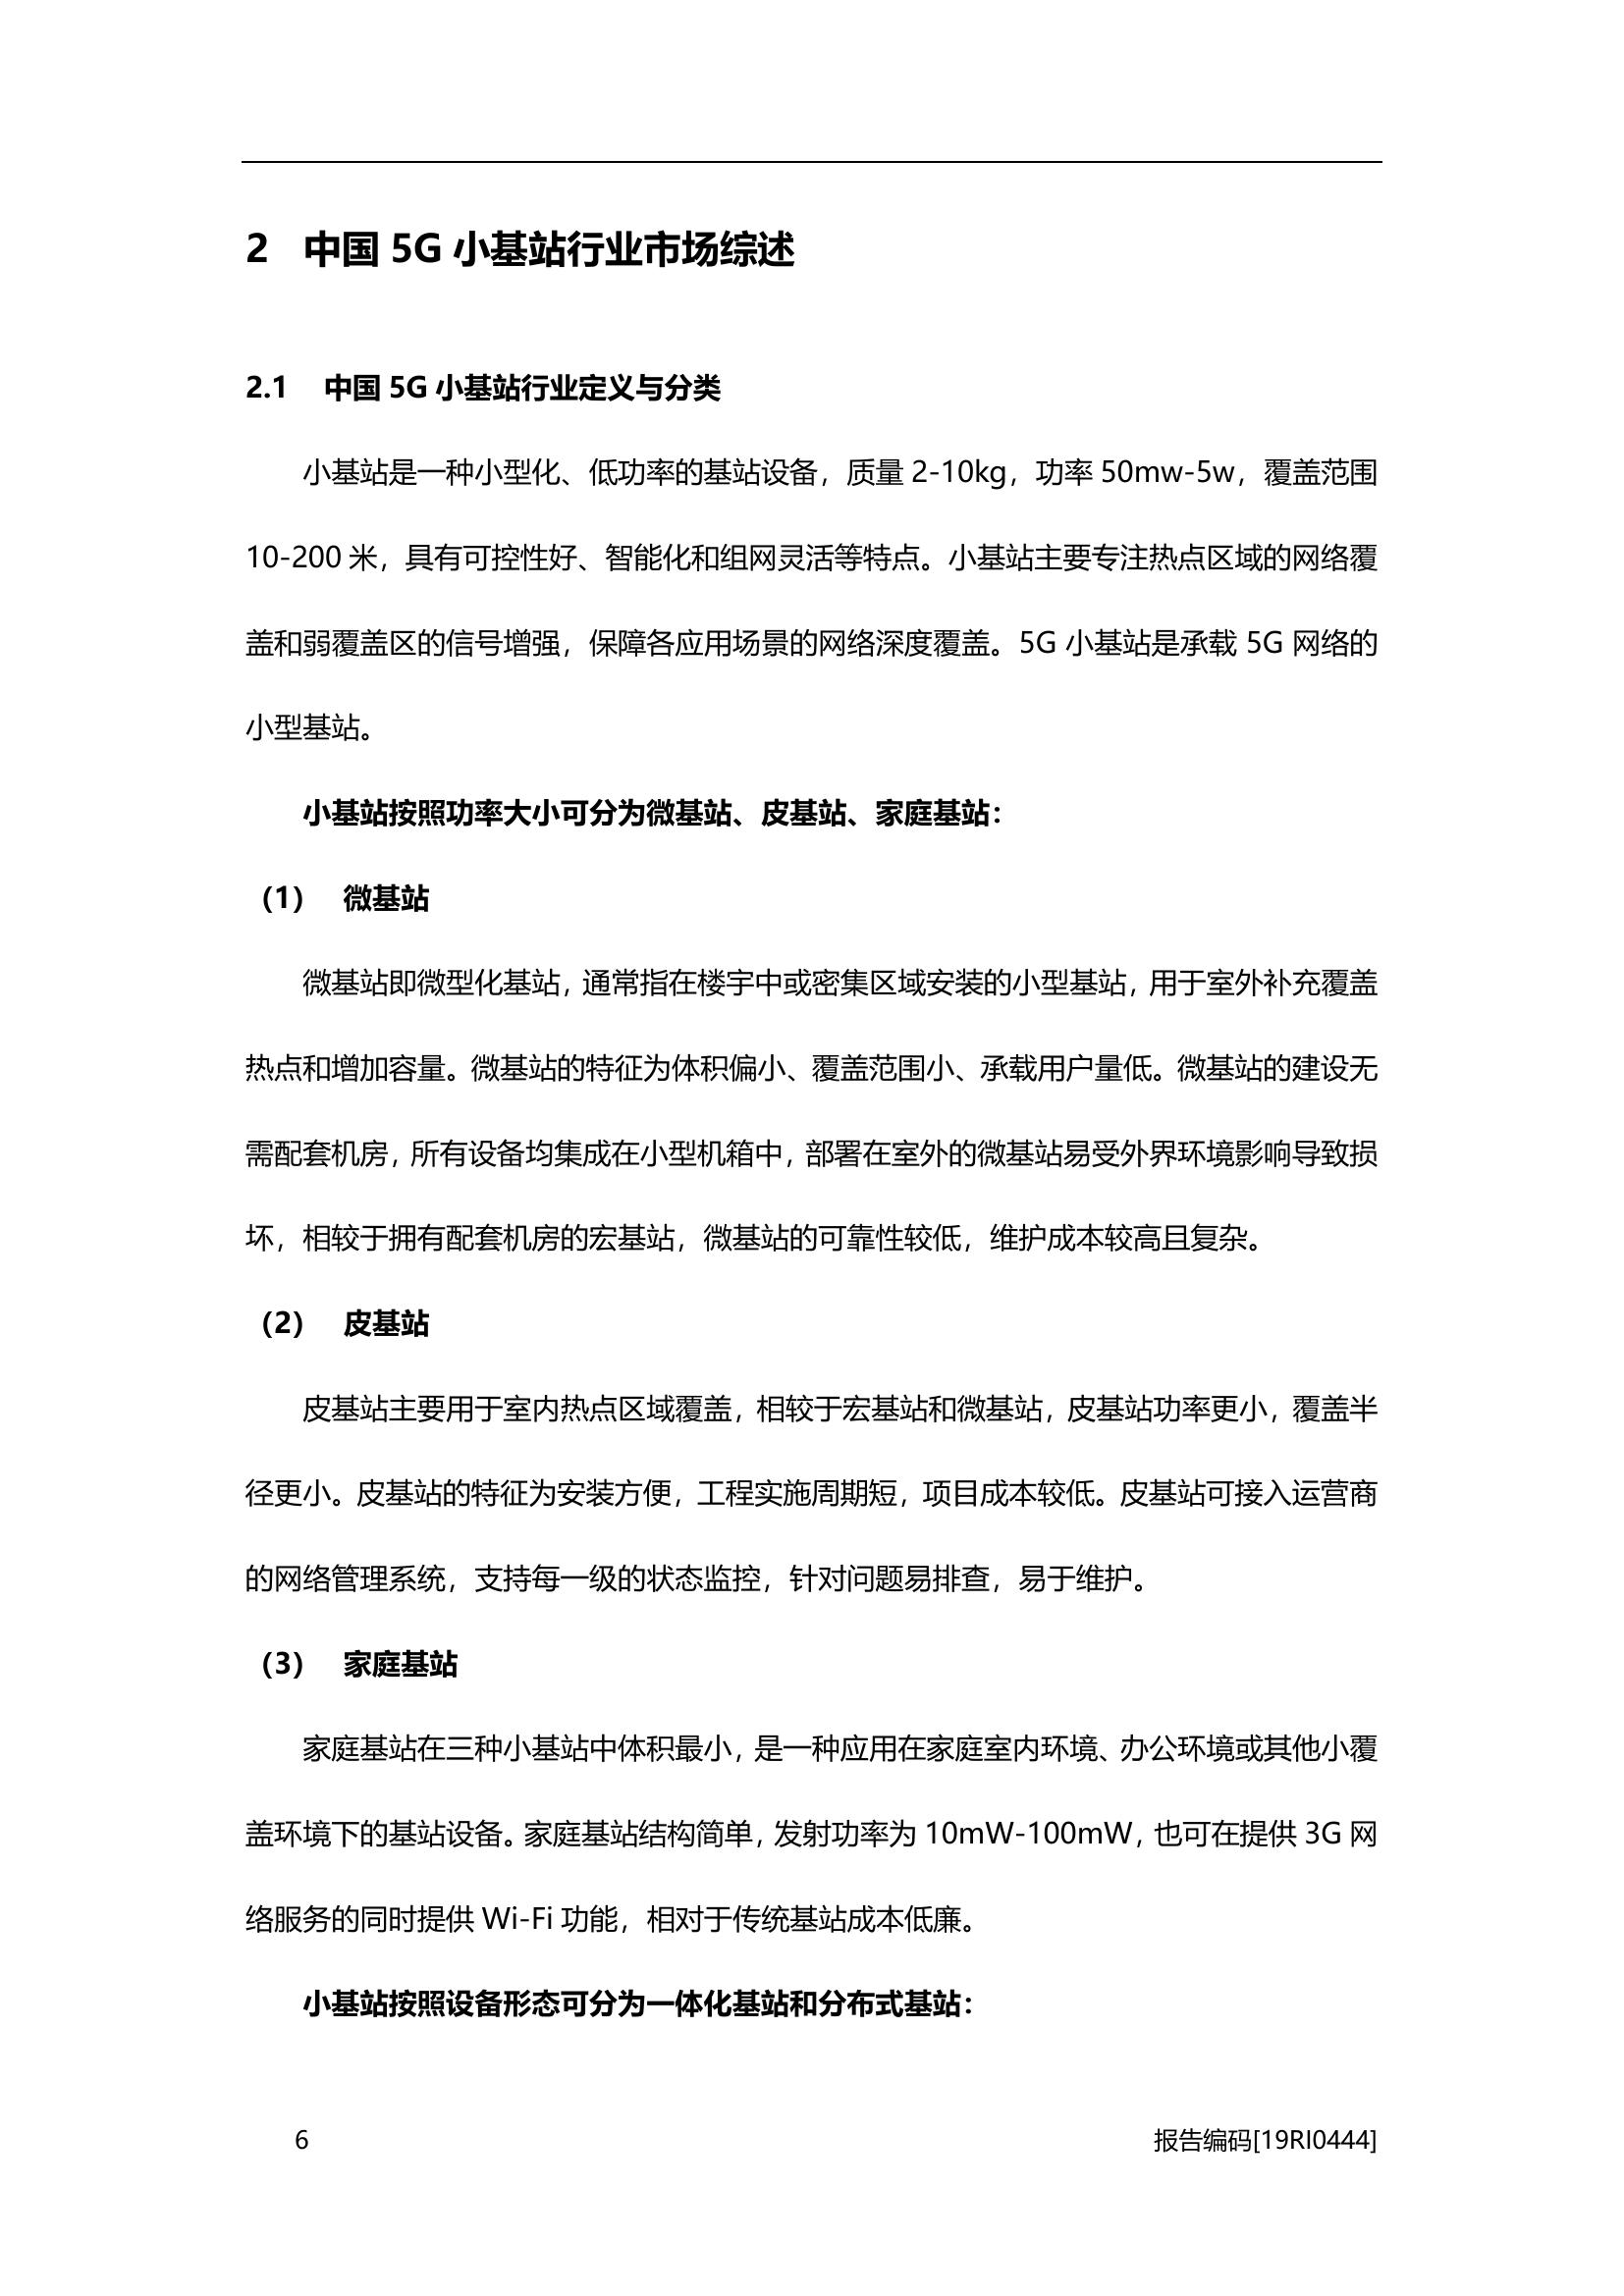 2 中国 5G 小基站行业市场综述
2.1 中国 5G 小基站行业定义与分类
小基站是一种小型化、低功率的基站设备，质量 2-10kg，功率 50mw-5w，覆盖范围
10-200 米，具有可控性好、智能化和组网灵活等特点。小基站主要专注热点区域的网络覆
盖和弱覆盖区的信号增强，保障各应用场景的网络深度覆盖。5G 小基站是承载 5G 网络的
小型基站。
小基站按照功率大小可分为微基站、皮基站、家庭基站：
（1） 微基站
微基站即微型化基站，通常指在楼宇中或密集区域安装的小型基站，用于室外补充覆盖
热点和增加容量。微基站的特征为体积偏小、覆盖范围小、承载用户量低。微基站的建设无
需配套机房，所有设备均集成在小型机箱中，部署在室外的微基站易受外界环境影响导致损
坏，相较于拥有配套机房的宏基站，微基站的可靠性较低，维护成本较高且复杂。
（2） 皮基站
皮基站主要用于室内热点区域覆盖，相较于宏基站和微基站，皮基站功率更小，覆盖半
径更小。皮基站的特征为安装方便，工程实施周期短，项目成本较低。皮基站可接入运营商
的网络管理系统，支持每一级的状态监控，针对问题易排查，易于维护。
（3） 家庭基站
家庭基站在三种小基站中体积最小，是一种应用在家庭室内环境、办公环境或其他小覆
盖环境下的基站设备。家庭基站结构简单，发射功率为 10mW-100mW，也可在提供 3G 网
络服务的同时提供 Wi-Fi 功能，相对于传统基站成本低廉。
小基站按照设备形态可分为一体化基站和分布式基站：
6 报告编码[19RI0444]